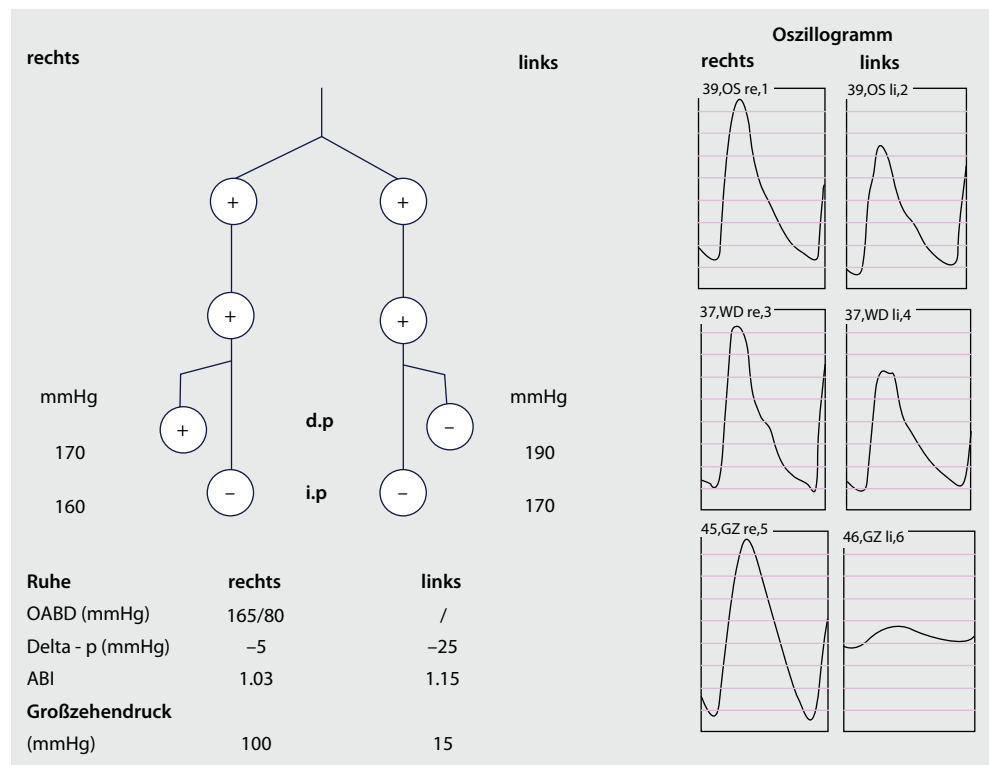 rechts
links
+ +
+ +
mmHg
mmHg
+
d.p
–
170
190
–
i.p
–
160
170
Ruhe rechts links
OABD (mmHg) 165/80 /
Delta - p (mmHg) –5 –25
ABI 1.03 1.15
Großzehendruck
(mmHg) 100 15
Oszillogramm
rechts links
39,OS re,1 39,OS li,2
37,WD re,3 37,WD li,4
45,GZ re,5 46,GZ li,6